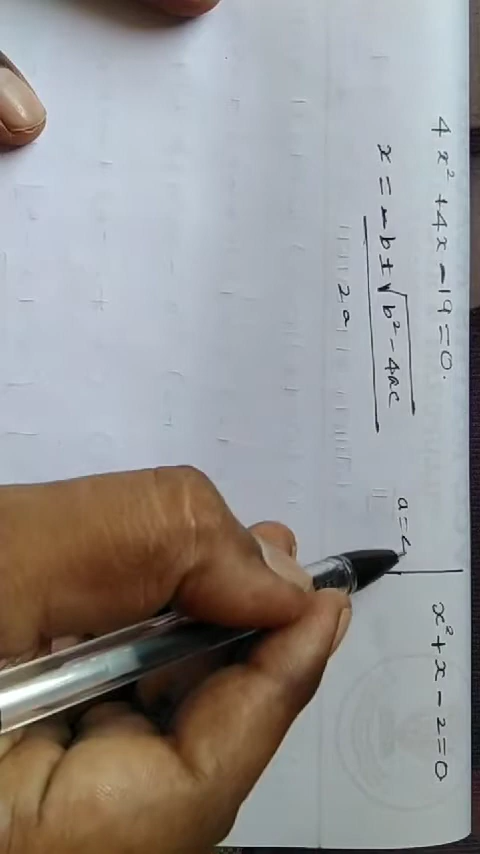 4x² + 4x - 19 = 0.
x = -b ± √b² - 4ac
2a
a = 4
x² + x - 2 = 0